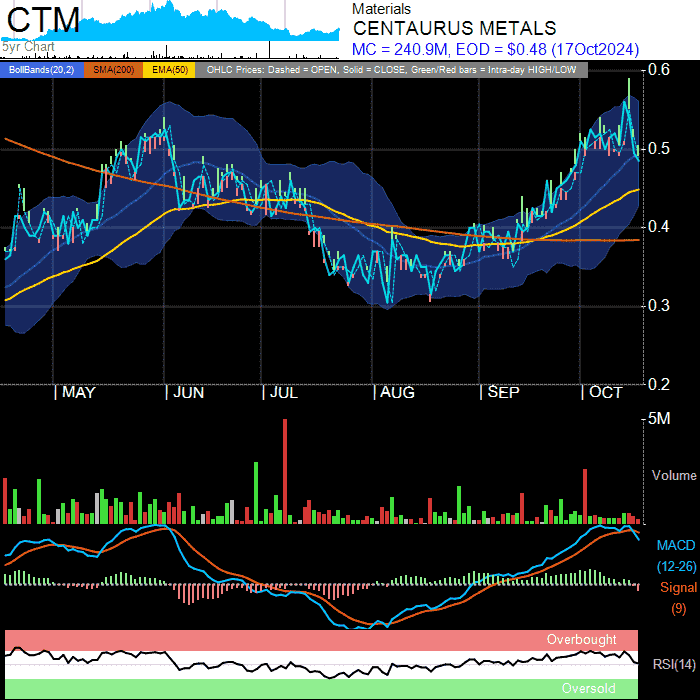 CTM
5yr Chart
Materials
CENTAURUS METALS
MC = 240.9M, EOD = $0.48 (17Oct2024)
BollBands(20,2) SMA(200) EMA(50) OHLC Prices: Dashed = OPEN, Solid = CLOSE, Green/Red bars = Intra-day HIGH/LOW
0.6
0.5
0.4
0.3
0.2
MAY JUN JUL AUG SEP OCT
5M
Volume
MACD
(12-26)
Signal
(9)
Overbought
RSI(14)
Oversold